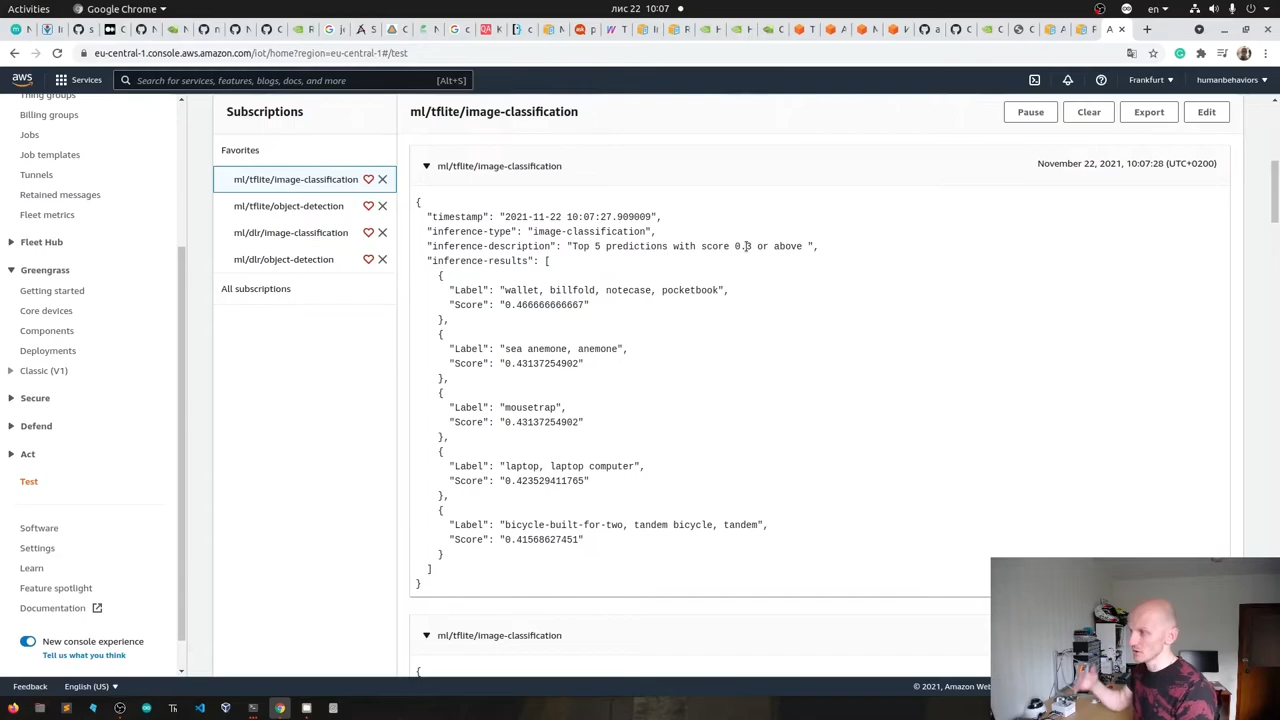 Activities
Google Chrome
лис 22 10:07
en
eu-central-1.console.aws.amazon.com/iot/home?region=eu-central-1#/test
aws
Services
Search for services, features, blogs, docs, and more
[Alt+S]
Frankfurt
humanbehaviors
Thing groups
Billing groups
Jobs
Job templates
Tunnels
Retained messages
Fleet metrics
Fleet Hub
Greengrass
Getting started
Core devices
Components
Deployments
Classic (V1)
Secure
Defend
Act
Test
Software
Settings
Learn
Feature spotlight
Documentation
New console experience
Tell us what you think
Subscriptions
Favorites
ml/tflite/image-classification
ml/tflite/object-detection
ml/dlr/image-classification
ml/dlr/object-detection
All subscriptions
ml/tflite/image-classification
Pause
Clear
Export
Edit
ml/tflite/image-classification
November 22, 2021, 10:07:28 (UTC+0200)
{
"timestamp": "2021-11-22 10:07:27.909009",
"inference-type": "image-classification",
"inference-description": "Top 5 predictions with score 0.3 or above ",
"inference-results": [
{
"Label": "wallet, billfold, notecase, pocketbook",
"Score": "0.466666666667"
},
{
"Label": "sea anemone, anemone",
"Score": "0.43137254902"
},
{
"Label": "mousetrap",
"Score": "0.43137254902"
},
{
"Label": "laptop, laptop computer",
"Score": "0.423529411765"
},
{
"Label": "bicycle-built-for-two, tandem bicycle, tandem",
"Score": "0.41568627451"
}
]
}
ml/tflite/image-classification
{
Feedback
English (US)
© 2021, Amazon Web